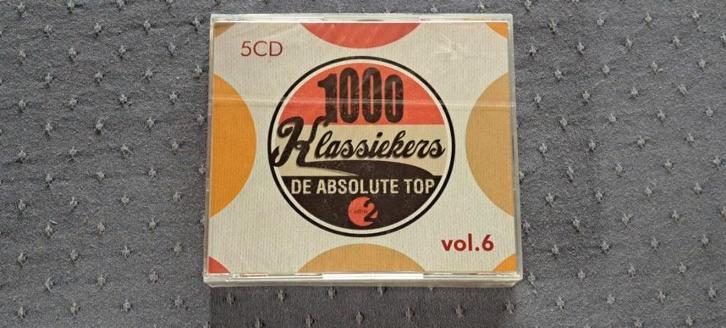 5CD
1000
Klassiekers
DE ABSOLUTE TOP
2
vol.6